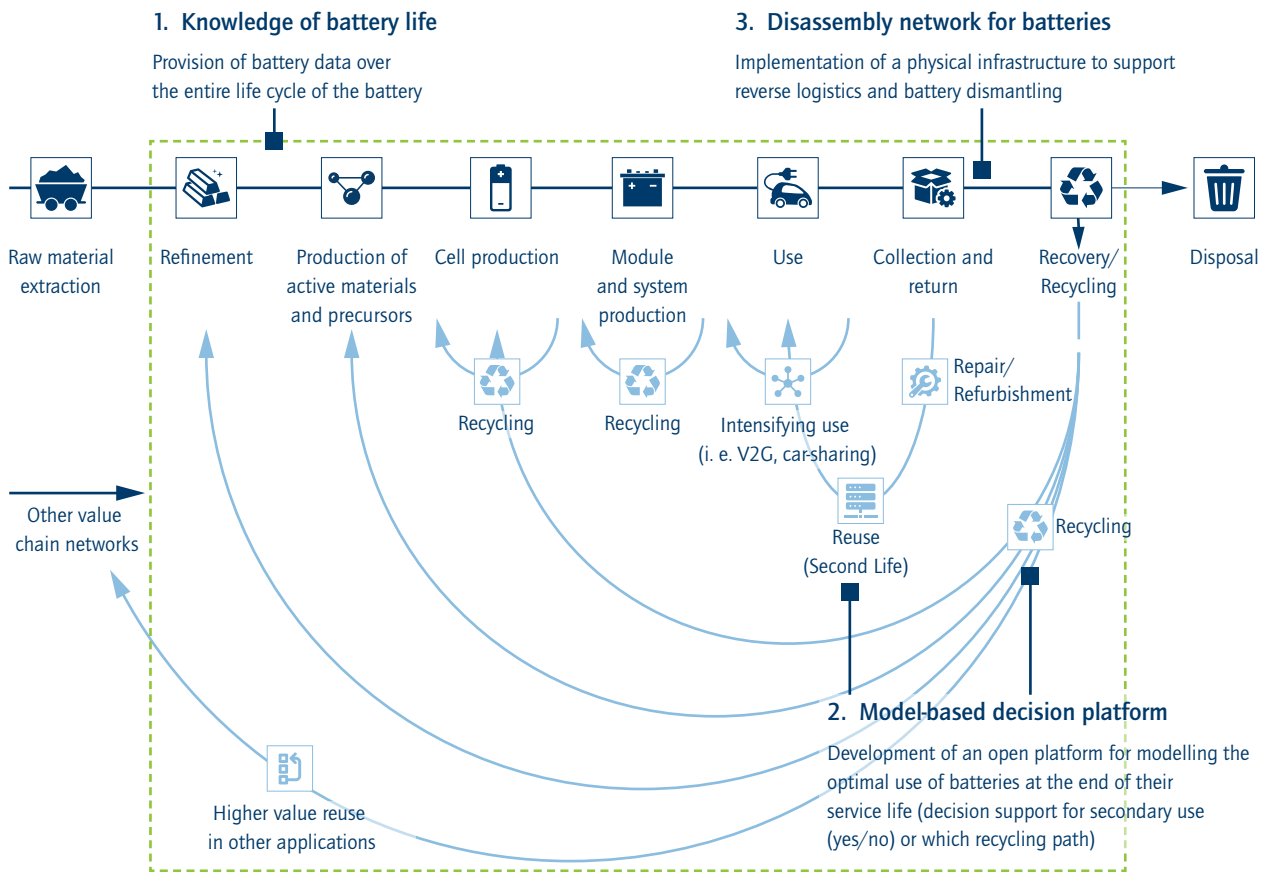 1. Knowledge of battery life
Provision of battery data over
the entire life cycle of the battery
3. Disassembly network for batteries
Implementation of a physical infrastructure to support
reverse logistics and battery dismantling
Raw material
extraction
Refinement
Production of
active materials
and precursors
Cell production
Module
and system
production
Use
Collection and
return
Recovery/
Recycling
Disposal
Recycling
Recycling
Intensifying use
(i. e. V2G, car-sharing)
Repair/
Refurbishment
Other value
chain networks
Reuse
(Second Life)
Recycling
Higher value reuse
in other applications
2. Model-based decision platform
Development of an open platform for modelling the
optimal use of batteries at the end of their
service life (decision support for secondary use
(yes/no) or which recycling path)